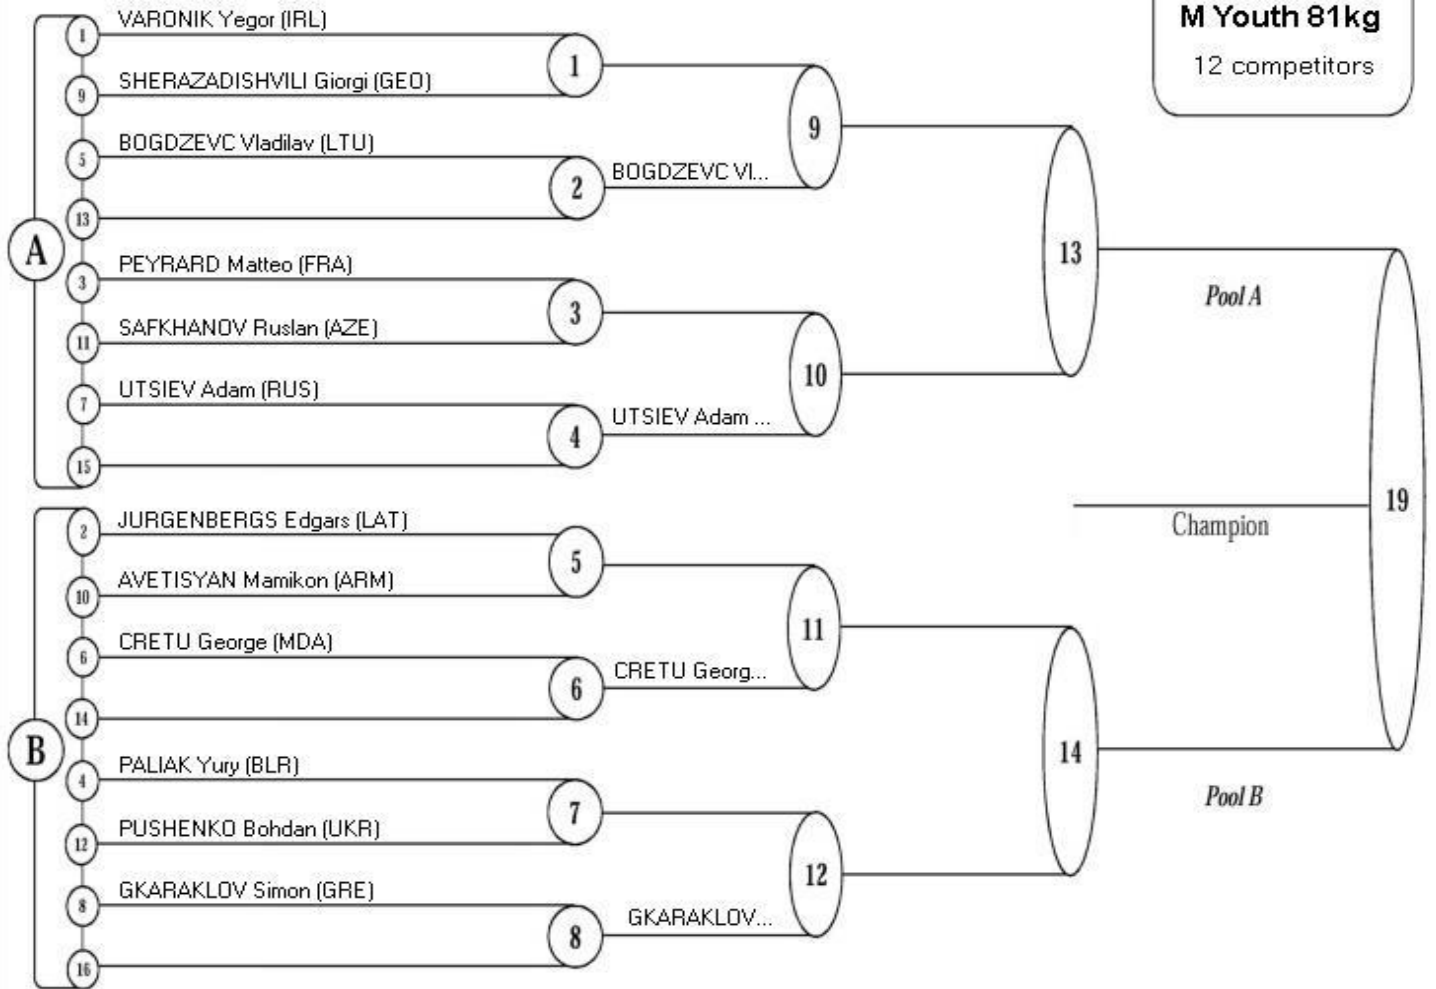 M Youth 81kg
12 competitors
A
1
VARONIK Yegor (IRL)
9
SHERAZADISHVILI Giorgi (GEO)
1
5
BOGDZEVC Vladilav (LTU)
13
2
BOGDZEVC Vl...
9
3
PEYRARD Matteo (FRA)
11
SAFKHANOV Ruslan (AZE)
3
7
UTSIEV Adam (RUS)
15
4
UTSIEV Adam ...
10
13
Pool A
B
2
JURGENBERGS Edgars (LAT)
10
AVETISYAN Mamikon (ARM)
5
6
CRETU George (MDA)
14
6
CRETU Georg...
11
4
PALIAK Yury (BLR)
12
PUSHENKO Bohdan (UKR)
7
8
GKARAKLOV Simon (GRE)
16
8
GKARAKLOV...
12
14
Pool B
Champion
19